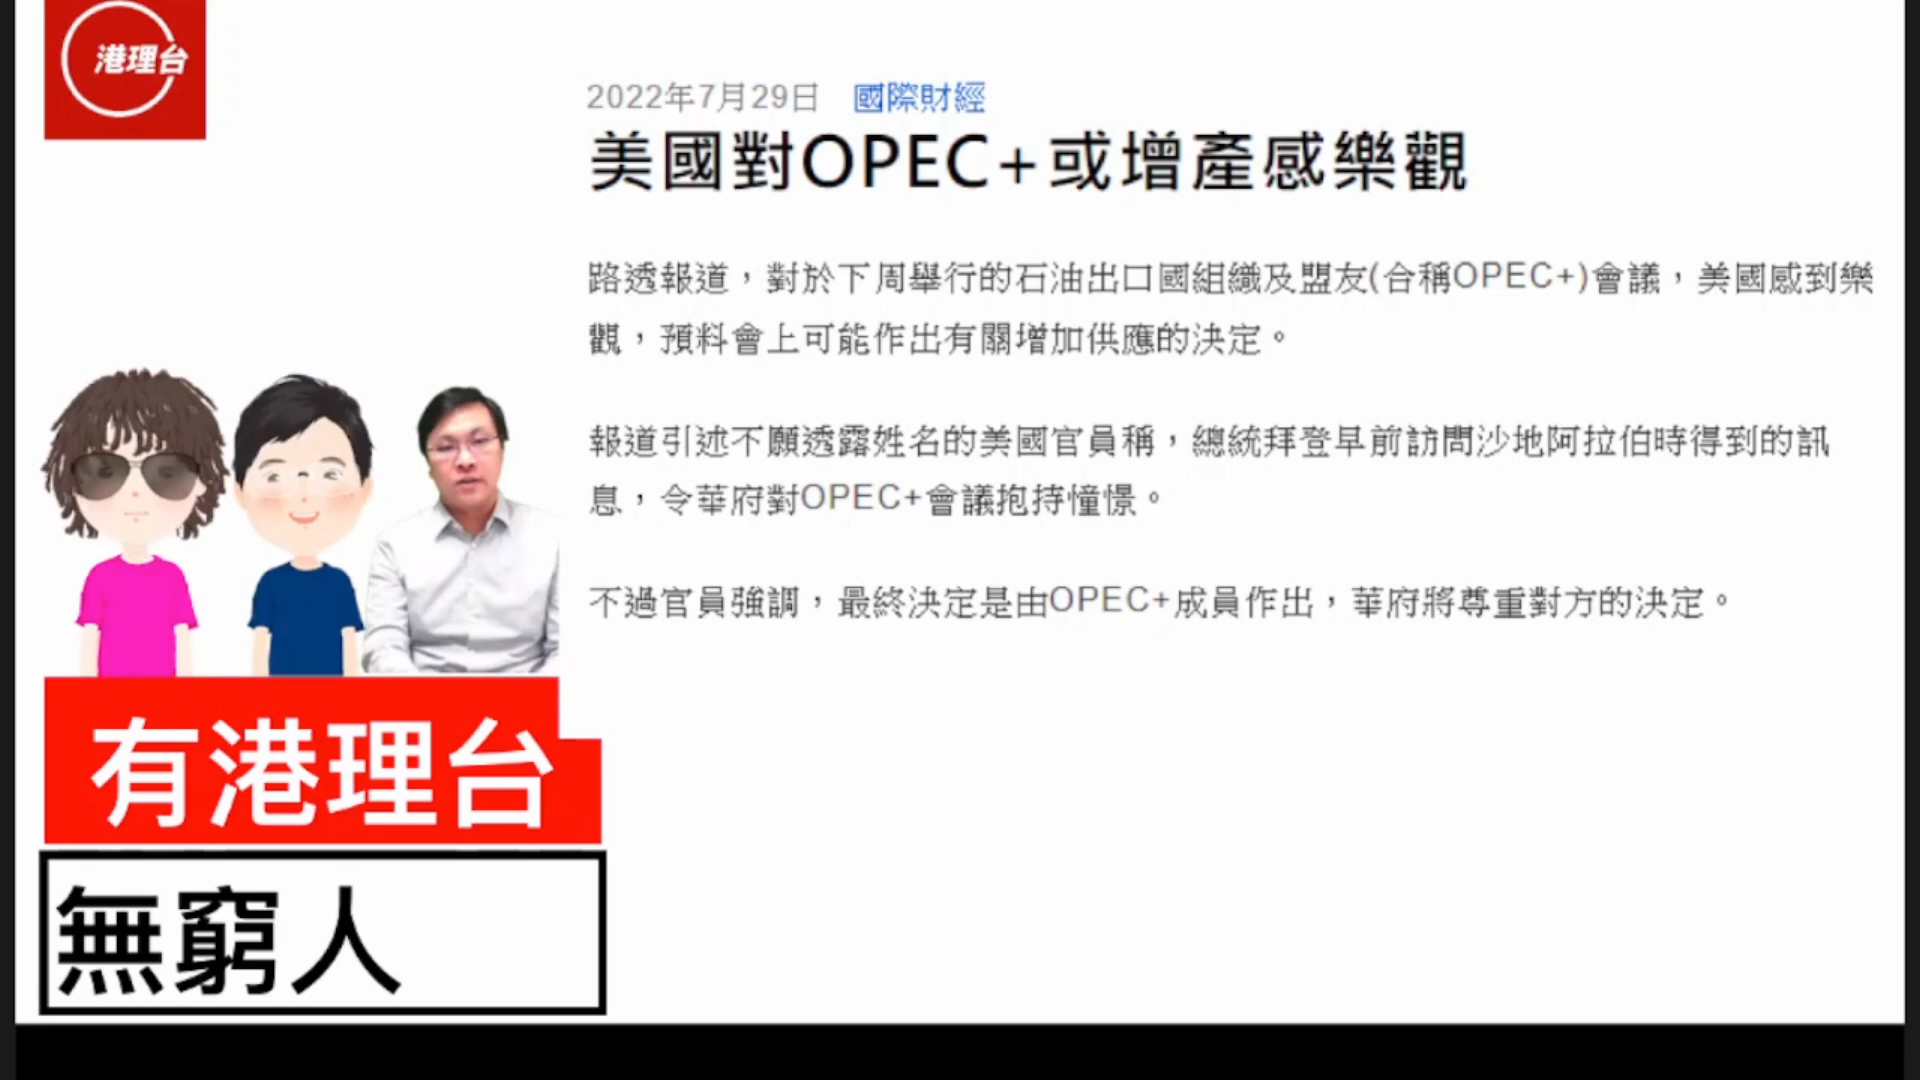 港理台
2022年7月29日 國際財經
美國對OPEC+或增產感樂觀
路透報道，對於下周舉行的石油出口國組織及盟友(合稱OPEC+)會議，美國感到樂
觀，預料會上可能作出有關增加供應的決定。
報道引述不願透露姓名的美國官員稱，總統拜登早前訪問沙地阿拉伯時得到的訊
息，令華府對OPEC+會議抱持憧憬。
不過官員強調，最終決定是由OPEC+成員作出，華府將尊重對方的決定。
有港理台
無窮人